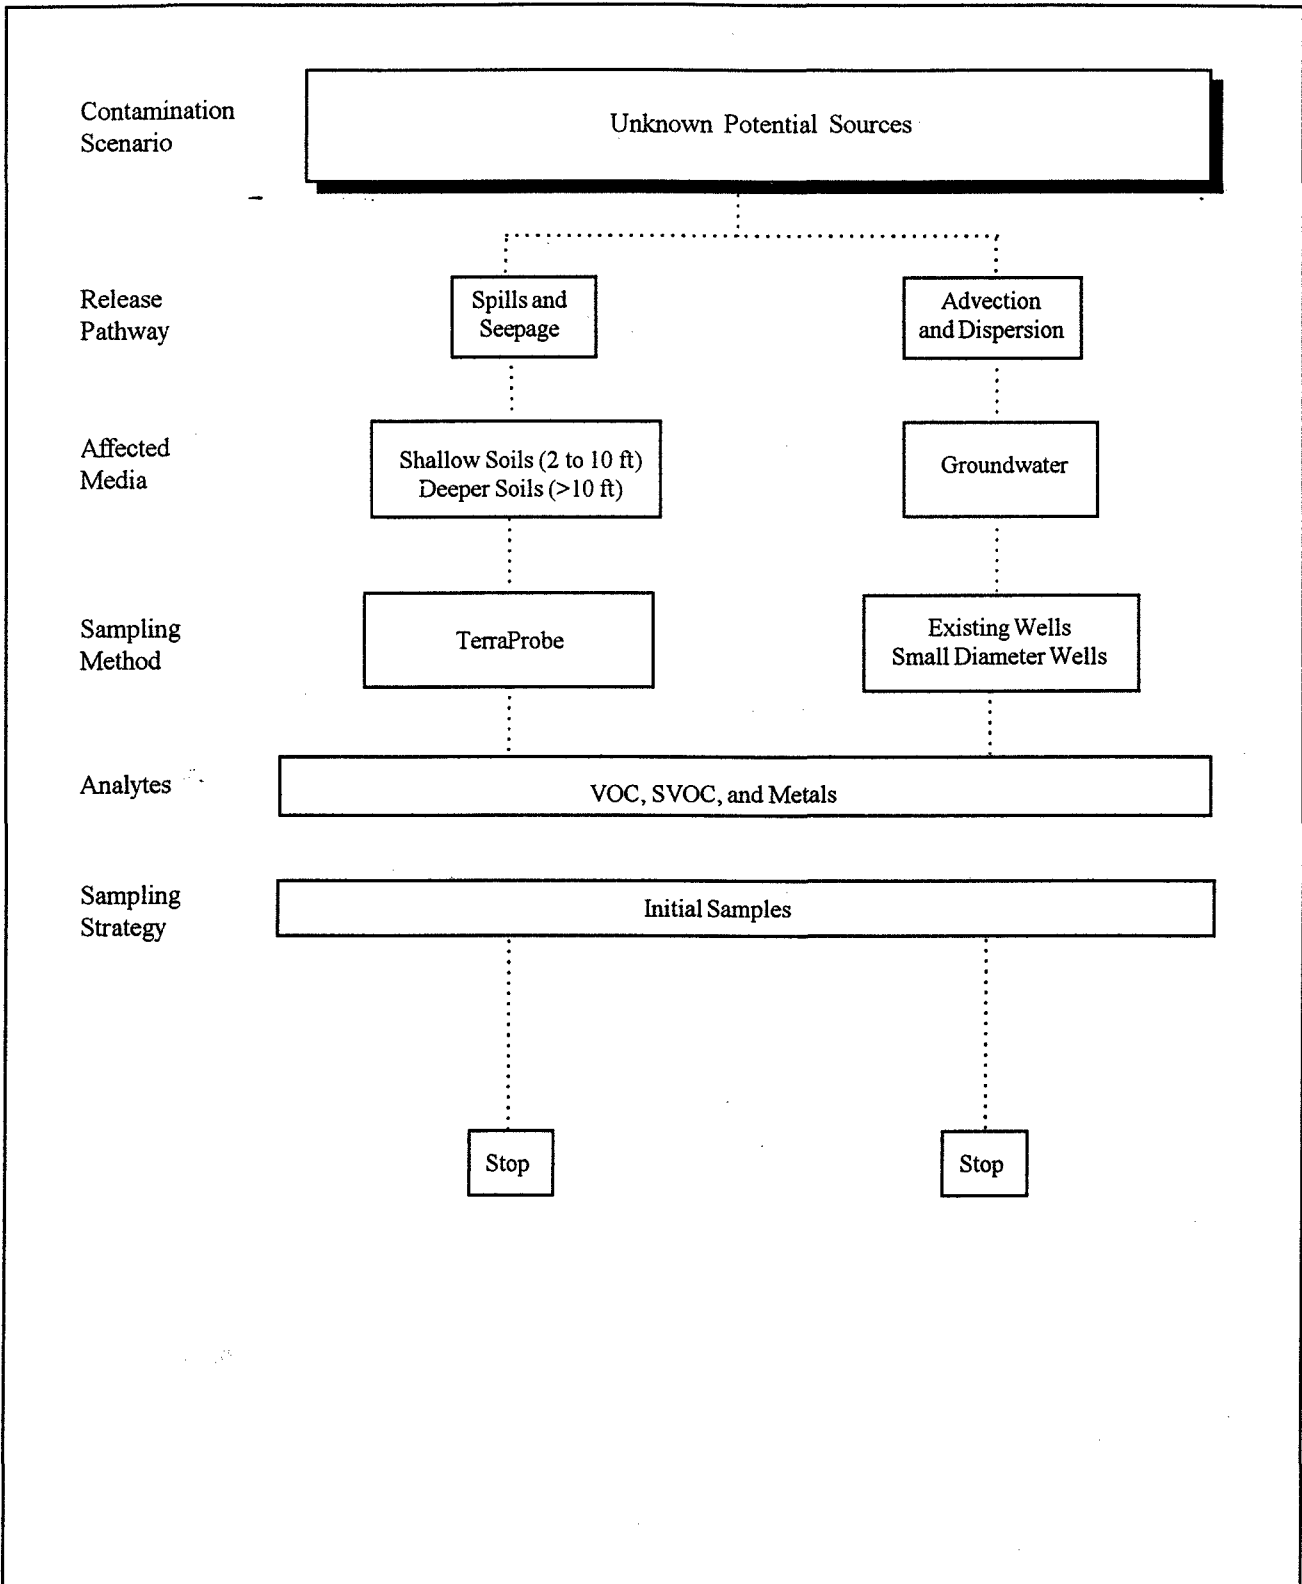 Contamination
Scenario
Unknown Potential Sources
Release
Pathway
Spills and
Seepage
Advection
and Dispersion
Affected
Media
Shallow Soils (2 to 10 ft)
Deeper Soils (>10 ft)
Groundwater
Sampling
Method
TerraProbe
Existing Wells
Small Diameter Wells
Analytes
VOC, SVOC, and Metals
Sampling
Strategy
Initial Samples
Stop
Stop